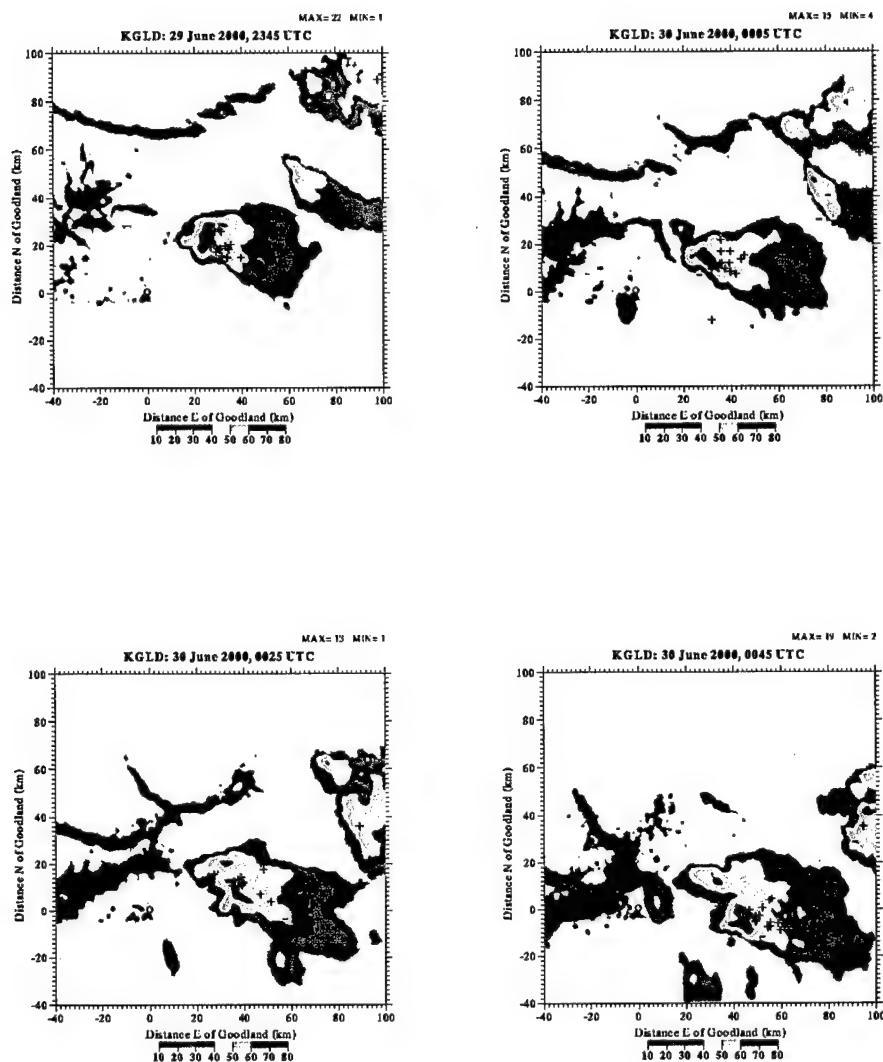 MAX= 22 MIN= 1
KGLD: 29 June 2000, 2345 UTC
100
80
60
40
20
0
-20
-40
Distance N of Goodland (km)
-40 -20 0 20 40 60 80 100
Distance E of Goodland (km)
10 20 30 40 50 60 70 80
MAX= 15 MIN= 4
KGLD: 30 June 2000, 0005 UTC
100
80
60
40
20
0
-20
-40
Distance N of Goodland (km)
-40 -20 0 20 40 60 80 100
Distance E of Goodland (km)
10 20 30 40 50 60 70 80
MAX= 13 MIN= 1
KGLD: 30 June 2000, 0025 UTC
100
80
60
40
20
0
-20
-40
Distance N of Goodland (km)
-40 -20 0 20 40 60 80 100
Distance E of Goodland (km)
10 20 30 40 50 60 70 80
MAX= 19 MIN= 2
KGLD: 30 June 2000, 0045 UTC
100
80
60
40
20
0
-20
-40
Distance N of Goodland (km)
-40 -20 0 20 40 60 80 100
Distance E of Goodland (km)
10 20 30 40 50 60 70 80